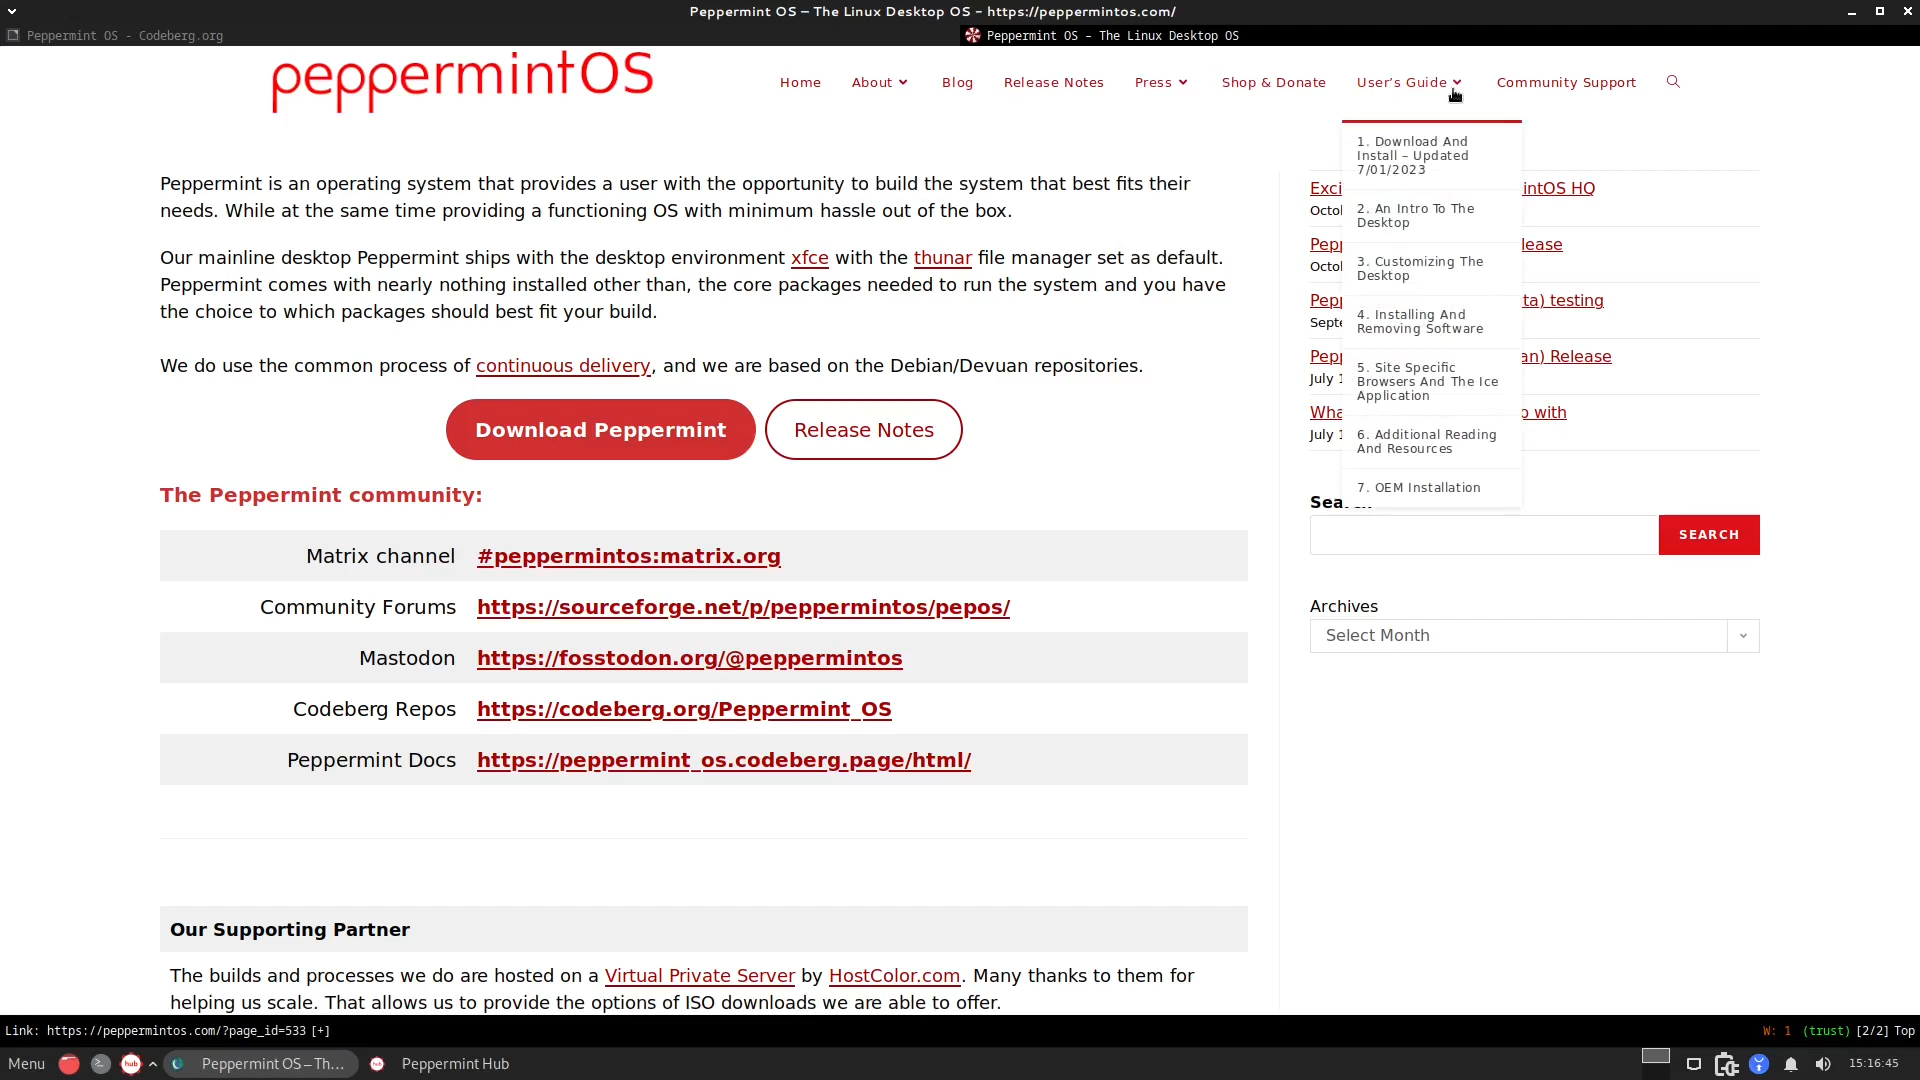 Peppermint OS – The Linux Desktop OS - https://peppermintos.com/
Peppermint OS - Codeberg.org
Peppermint OS – The Linux Desktop OS
peppermintOS
Home
About
Blog
Release Notes
Press
Shop & Donate
User's Guide
Community Support
1. Download And
Install – Updated
7/01/2023
2. An Intro To The
Desktop
3. Customizing The
Desktop
4. Installing And
Removing Software
5. Site Specific
Browsers And The Ice
Application
6. Additional Reading
And Resources
7. OEM Installation
Peppermint is an operating system that provides a user with the opportunity to build the system that best fits their
needs. While at the same time providing a functioning OS with minimum hassle out of the box.
Our mainline desktop Peppermint ships with the desktop environment xfce with the thunar file manager set as default.
Peppermint comes with nearly nothing installed other than, the core packages needed to run the system and you have
the choice to which packages should best fit your build.
We do use the common process of continuous delivery, and we are based on the Debian/Devuan repositories.
Download Peppermint
Release Notes
The Peppermint community:
Matrix channel #peppermintos:matrix.org
Community Forums https://sourceforge.net/p/peppermintos/pepos/
Mastodon https://fosstodon.org/@peppermintos
Codeberg Repos https://codeberg.org/Peppermint_OS
Peppermint Docs https://peppermint_os.codeberg.page/html/
Our Supporting Partner
The builds and processes we do are hosted on a Virtual Private Server by HostColor.com. Many thanks to them for
helping us scale. That allows us to provide the options of ISO downloads we are able to offer.
HQ
testing
Release
July
July
with
SEARCH
Archives
Select Month
Link: https://peppermintos.com/?page_id=533 [+]
W: 1 (trust) [2/2] Top
Menu
hub
Peppermint OS – Th...
Peppermint Hub
15:16:45